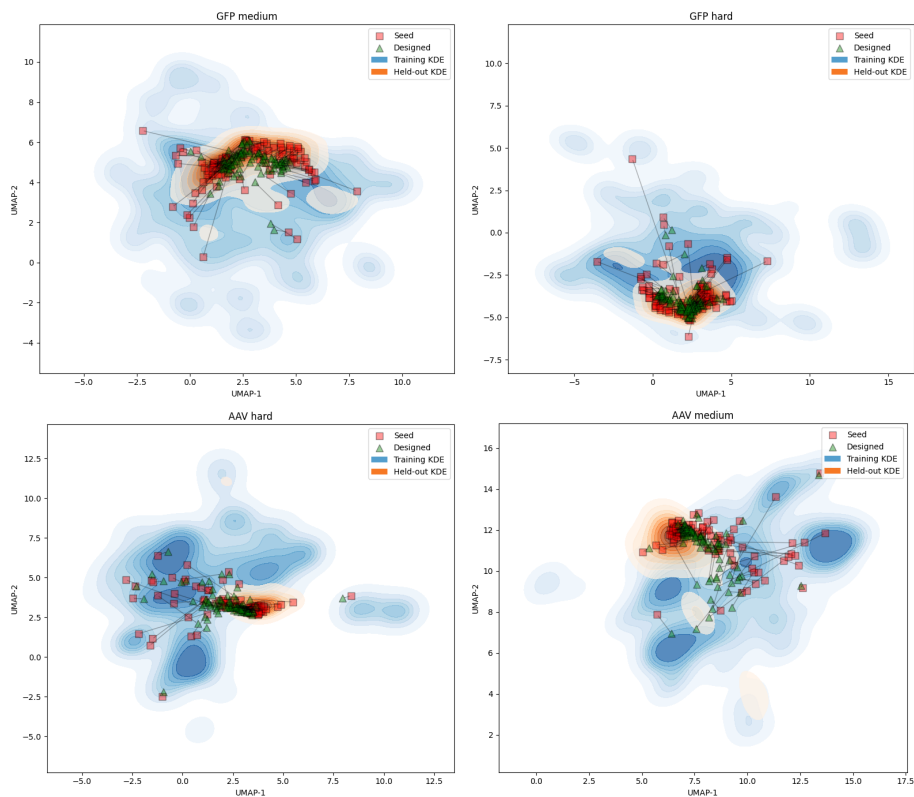 GFP medium
Seed
Designed
Training KDE
Held-out KDE
UMAP-2
10
8
6
4
2
0
−2
−4
−5.0
−2.5
0.0
2.5
5.0
7.5
10.0
UMAP-1
GFP hard
Seed
Designed
Training KDE
Held-out KDE
UMAP-2
10.0
7.5
5.0
2.5
0.0
−2.5
−5.0
−7.5
−5
0
5
10
15
UMAP-1
AAV hard
Seed
Designed
Training KDE
Held-out KDE
UMAP-2
12.5
10.0
7.5
5.0
2.5
0.0
−2.5
−5.0
−5.0
−2.5
0.0
2.5
5.0
7.5
10.0
12.5
UMAP-1
AAV medium
Seed
Designed
Training KDE
Held-out KDE
UMAP-2
16
14
12
10
8
6
4
2
0.0
2.5
5.0
7.5
10.0
12.5
15.0
17.5
UMAP-1